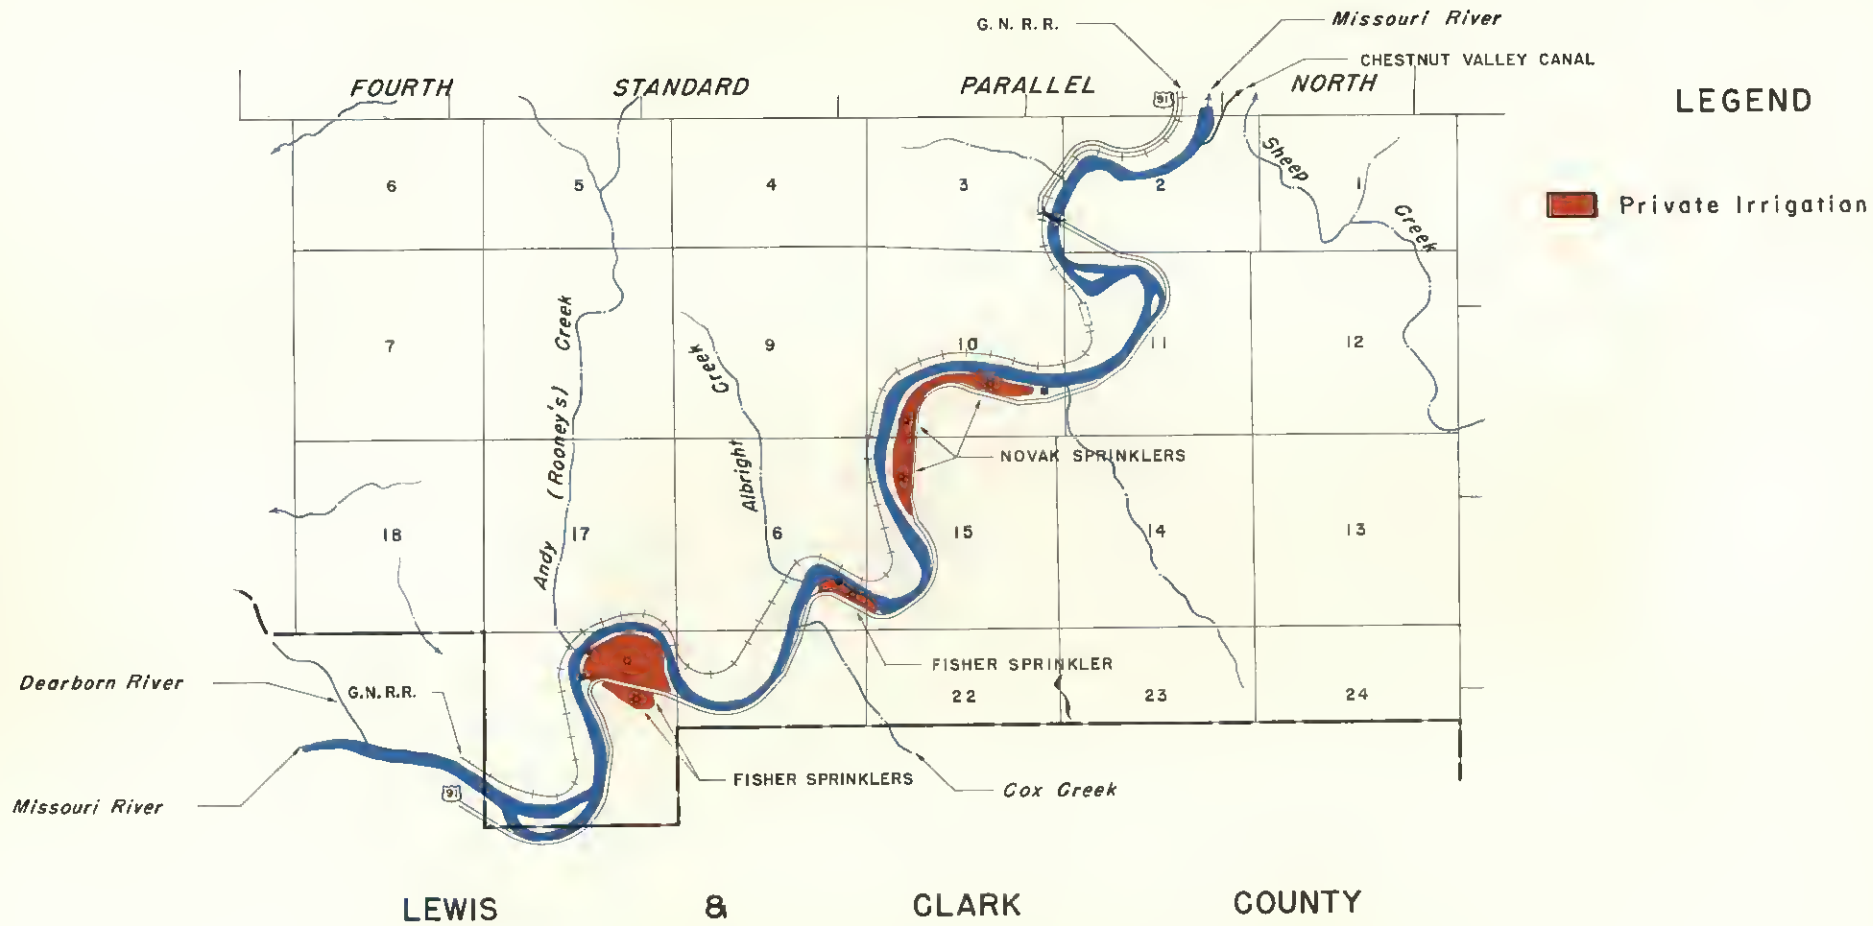 G. N. R. R.
Missouri River
CHESTNUT VALLEY CANAL
FOURTH STANDARD PARALLEL NORTH
91
LEGEND
Private Irrigation
6
5
4
3
2
1
Sheep Creek
7
9
10
11
12
Andy (Rooney's) Creek
Albright Creek
NOVAK SPRINKLERS
18
17
6
15
14
13
FISHER SPRINKLER
22
23
24
Dearborn River
G.N.R.R.
FISHER SPRINKLERS
Cox Creek
91
Missouri River
LEWIS & CLARK COUNTY